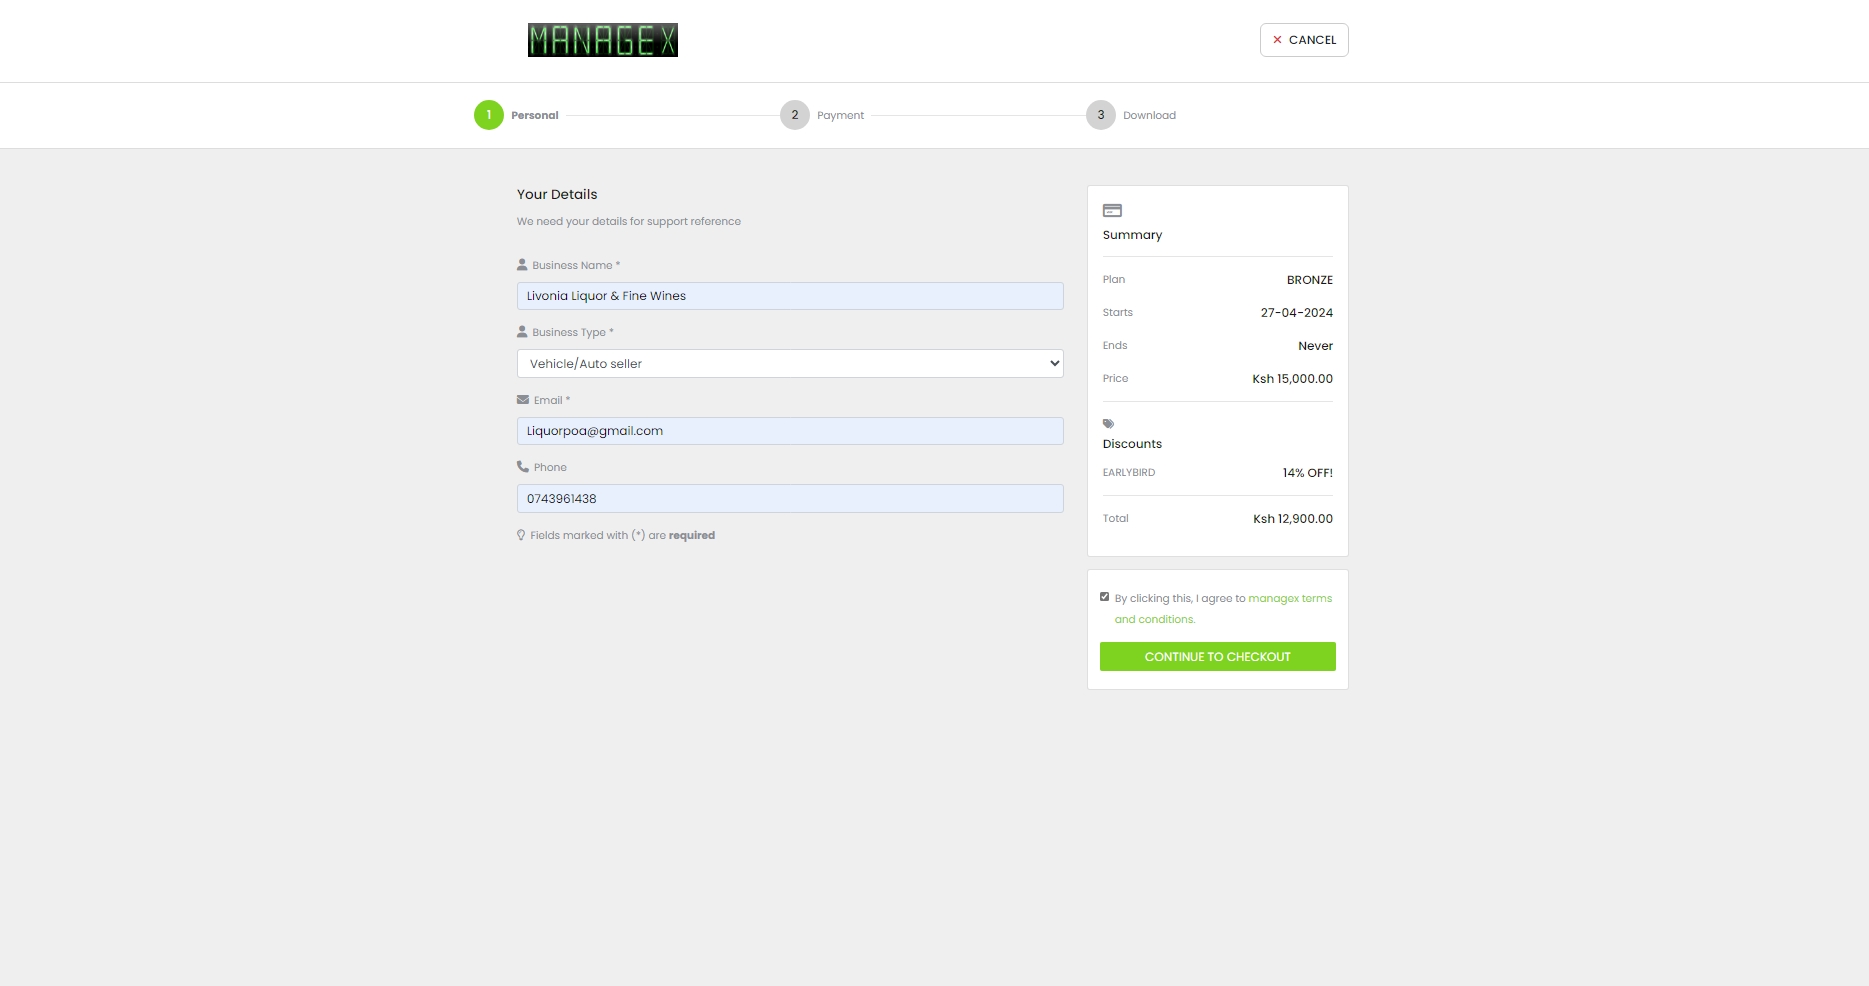 MANAGEX
CANCEL
1 Personal
2 Payment
3 Download
Your Details
We need your details for support reference
Business Name *
Livonia Liquor & Fine Wines
Business Type *
Vehicle/Auto seller
Email *
Liquorpoa@gmail.com
Phone
0743961438
Fields marked with (*) are required
Summary
Plan BRONZE
Starts 27-04-2024
Ends Never
Price Ksh 15,000.00
Discounts
EARLYBIRD 14% OFF!
Total Ksh 12,900.00
By clicking this, I agree to managex terms
and conditions.
CONTINUE TO CHECKOUT